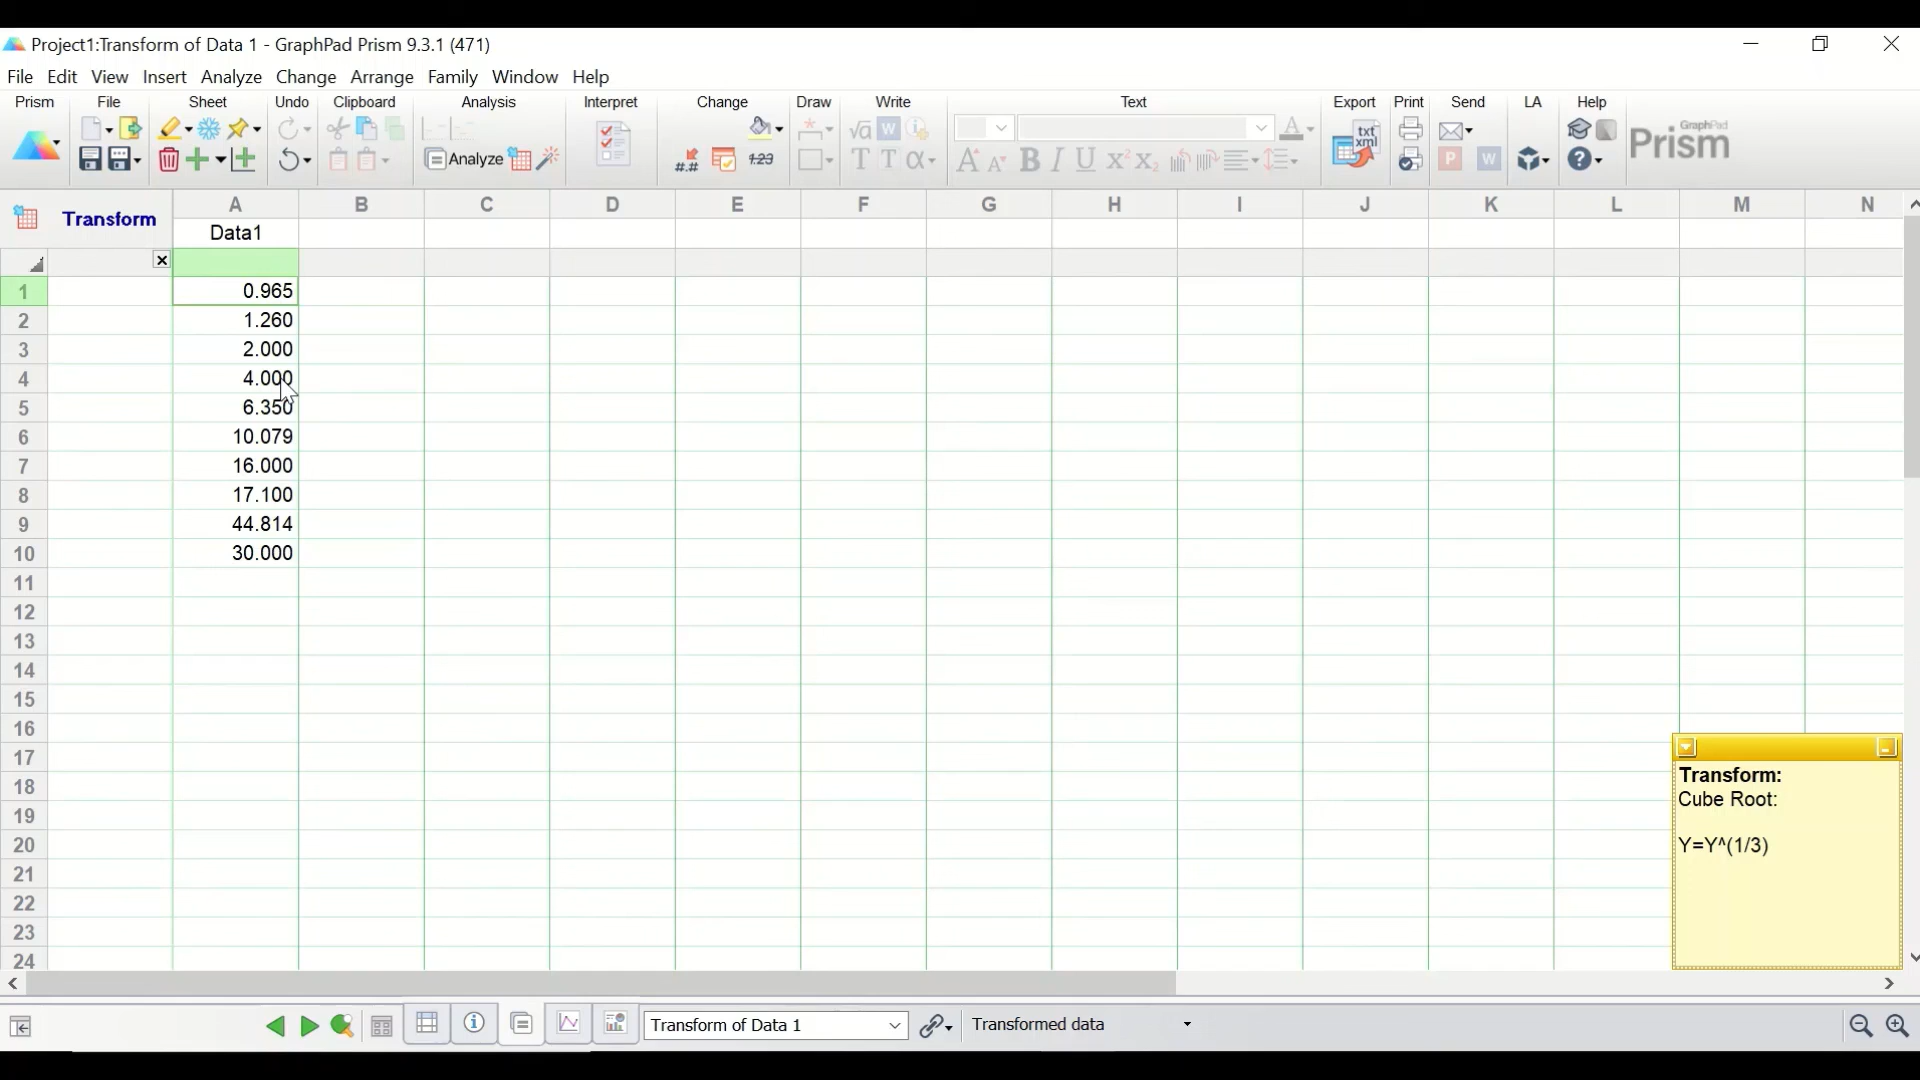 Project1:Transform of Data 1 - GraphPad Prism 9.3.1 (471)
File Edit View Insert Analyze Change Arrange Family Window Help
Prism File Sheet Undo Clipboard Analysis Interpret Change Draw Write Text Export Print Send LA Help
txt
xml
GraphPad
Prism
Analyze
#.#
123
Transform
A B C D E F G H I J K L M N
Data1
1 0.965
2 1.260
3 2.000
4 4.000
5 6.350
6 10.079
7 16.000
8 17.100
9 44.814
10 30.000
11
12
13
14
15
16
17
18
19
20
21
22
23
24
Transform:
Cube Root:
Y=Y^(1/3)
Transform of Data 1
Transformed data